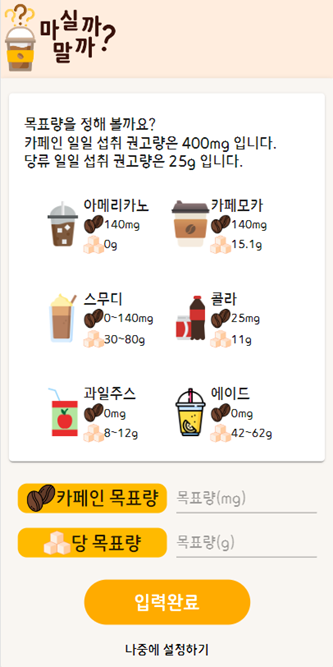 마실까
말까?
목표량을 정해 볼까요?
카페인 일일 섭취 권고량은 400mg 입니다.
당류 일일 섭취 권고량은 25g 입니다.
아메리카노
140mg
0g
카페모카
140mg
15.1g
스무디
0~140mg
30~80g
콜라
25mg
11g
과일주스
0mg
8~12g
에이드
0mg
42~62g
카페인 목표량 목표량(mg)
당 목표량 목표량(g)
입력완료
나중에 설정하기